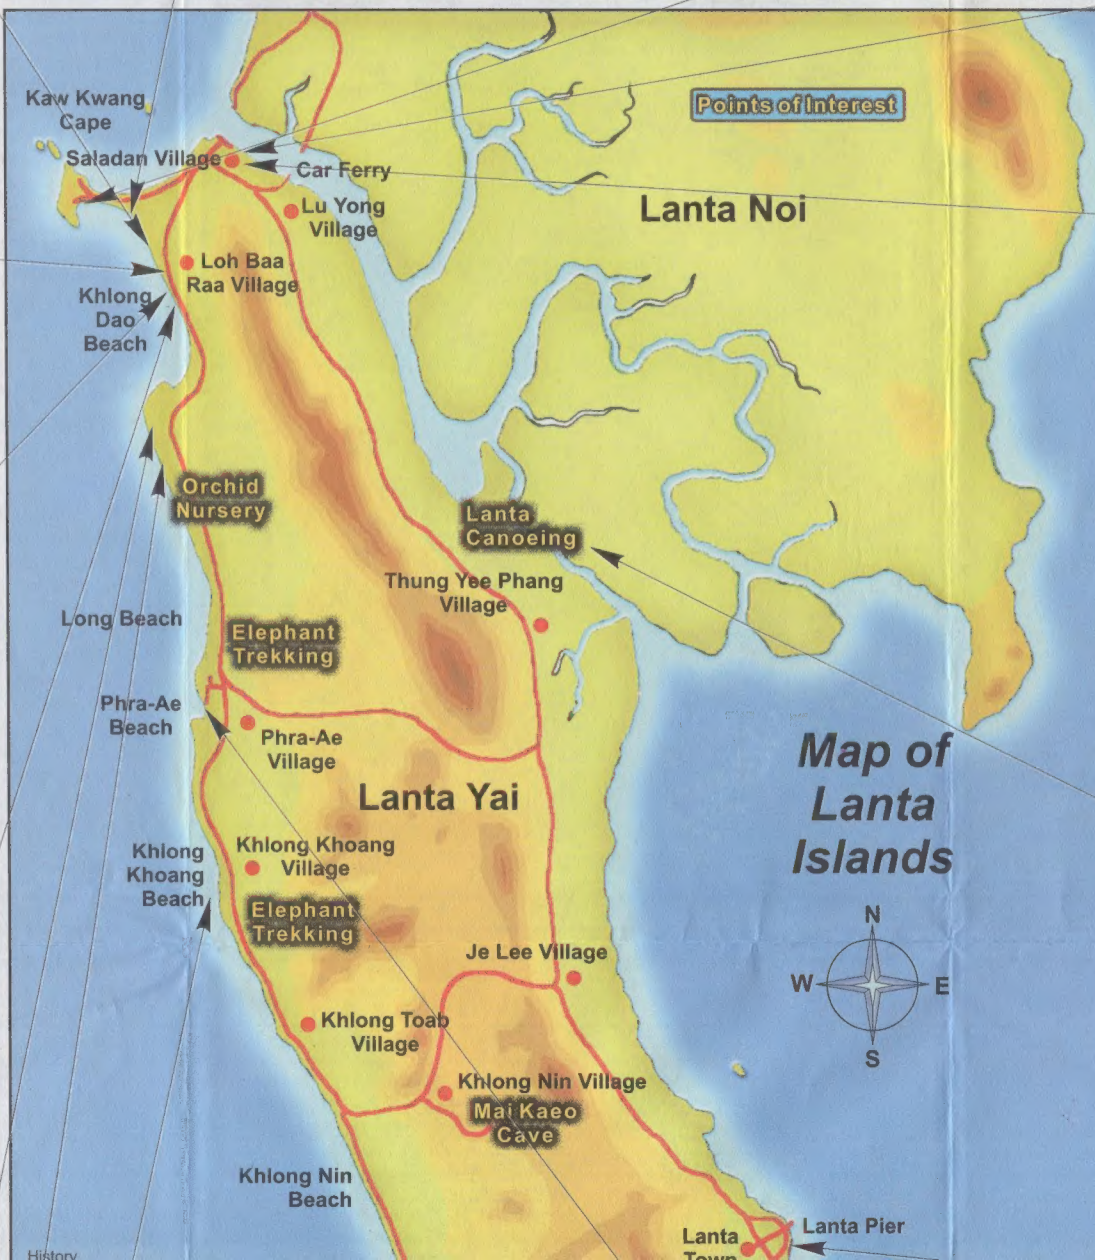 Kaw Kwang
Cape
Points of Interest
Saladan Village
Car Ferry
Lanta Noi
Lu Yong
Village
Loh Baa
Raa Village
Khlong
Dao
Beach
Orchid
Nursery
Lanta
Canoeing
Thung Yee Phang
Village
Long Beach
Elephant
Trekking
Phra-Ae
Beach
Phra-Ae
Village
Map of
Lanta
Islands
Lanta Yai
Khlong Khoang
Village
Khlong
Khoang
Beach
Elephant
Trekking
N
W
E
S
Je Lee Village
Khlong Toab
Village
Khlong Nin Village
Mai Kaeo
Cave
Khlong Nin
Beach
Lanta Pier
Lanta
Town
History